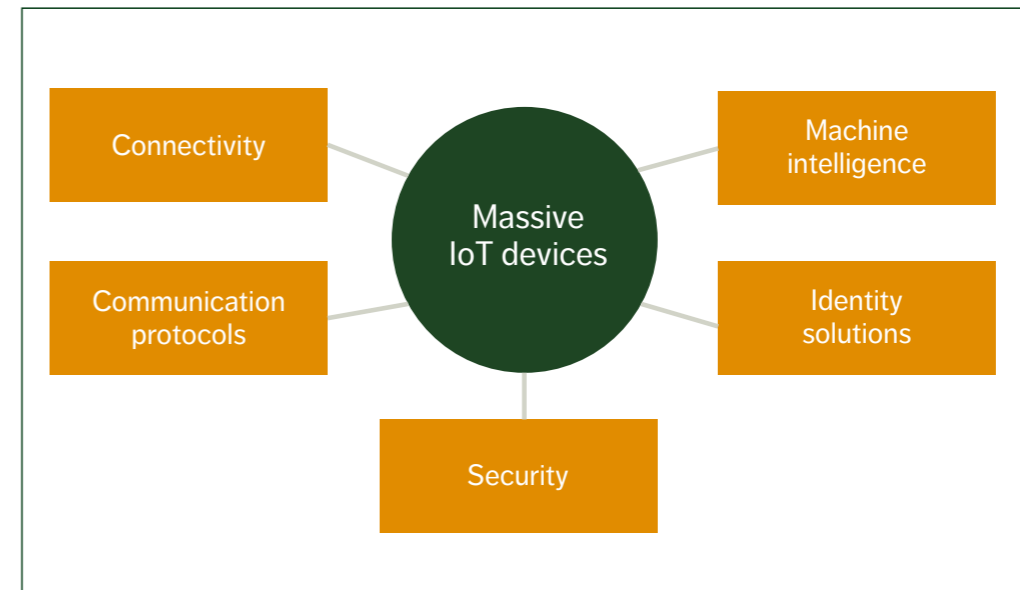 Connectivity
Machine
intelligence
Massive
IoT devices
Communication
protocols
Identity
solutions
Security